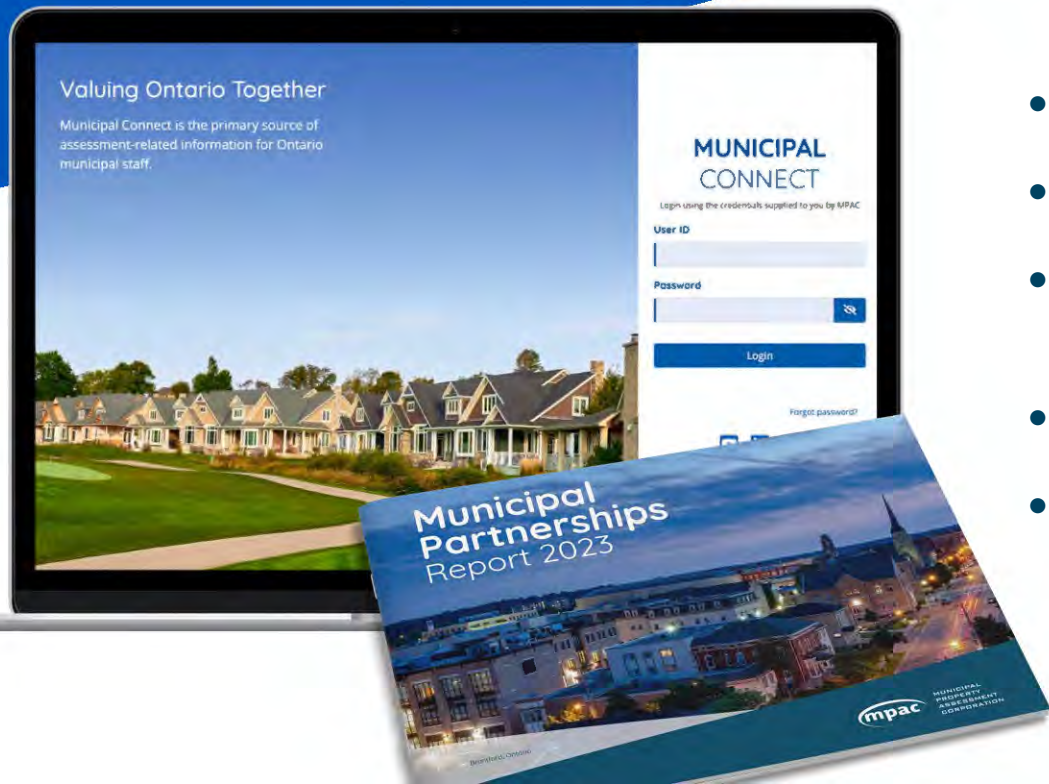 Valuing Ontario Together
Municipal Connect is the primary source of
assessment-related information for Ontario
municipal staff.
MUNICIPAL
CONNECT
Login using the credentials supplied to you by MPAC
User ID
Password
Login
Forgot password?
Municipal
Partnerships
Report 2023
mpac
MUNICIPAL
PROPERTY
ASSESSMENT
CORPORATION
Brantford, Ontario